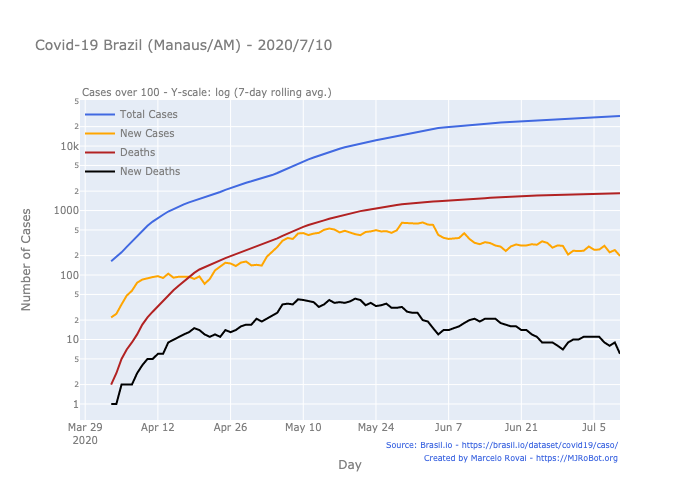 Covid-19 Brazil (Manaus/AM) - 2020/7/10
Cases over 100 - Y-scale: log (7-day rolling avg.)
Total Cases
New Cases
Deaths
New Deaths
Number of Cases
5
2
10k
5
2
1000
5
2
100
5
2
10
5
2
1
Mar 29
2020
Apr 12
Apr 26
May 10
May 24
Jun 7
Jun 21
Jul 5
Day
Source: Brasil.io - https://brasil.io/dataset/covid19/caso/
Created by Marcelo Rovai - https://MJRoBot.org